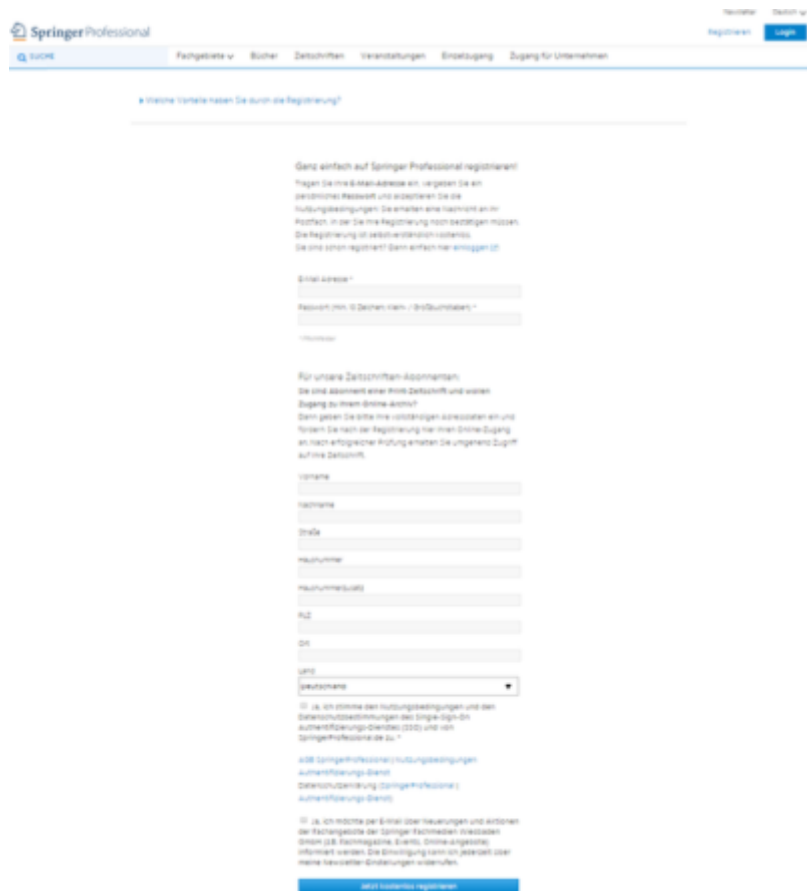 Newsletter Deutsch
Springer Professional
Registrieren Login
SUCHE Fachgebiete Bücher Zeitschriften Veranstaltungen Einzelzugang Zugang für Unternehmen
Welche Vorteile haben Sie durch die Registrierung?
Ganz einfach auf Springer Professional registrieren!
Tragen Sie Ihre E-Mail-Adresse ein, vergeben Sie ein
persönliches Passwort und akzeptieren Sie die
Nutzungsbedingungen. Sie erhalten eine Nachricht an Ihr
Postfach, in der Sie Ihre Registrierung noch bestätigen müssen.
Die Registrierung ist selbstverständlich kostenlos.
Sie sind schon registriert? Dann einfach hier einloggen
E-Mail Adresse *
Passwort (min. 10 Zeichen, Klein- / Großbuchstaben) *
* Pflichtfelder
Für unsere Zeitschriften-Abonnenten:
Sie sind Abonnent einer Print-Zeitschrift und wollen
Zugang zu Ihrem Online-Archiv?
Dann geben Sie bitte Ihre vollständigen Adressdaten ein und
fordern Sie nach der Registrierung hier Ihren Online-Zugang
an. Nach erfolgreicher Prüfung erhalten Sie umgehend Zugriff
auf Ihre Zeitschrift.
Vorname
Nachname
Straße
Hausnummer
Hausnummerzusatz
PLZ
Ort
Land
Deutschland
Ja, ich stimme den Nutzungsbedingungen und den
Datenschutzbestimmungen des Single-Sign-On
Authentifizierungs-Dienstes (SSO) und von
SpringerProfessional.de zu. *
AGB SpringerProfessional | Nutzungsbedingungen
Authentifizierungs-Dienst
Datenschutzerklärung (SpringerProfessional |
Authentifizierungs-Dienst)
Ja, ich möchte per E-Mail über Neuerungen und Aktionen
der Fachangebote der Springer Fachmedien Wiesbaden
GmbH (z.B. Fachmagazine, Events, Online-Angebote)
informiert werden. Die Einwilligung kann ich jederzeit über
meine Newsletter-Einstellungen widerrufen.
Jetzt kostenlos registrieren